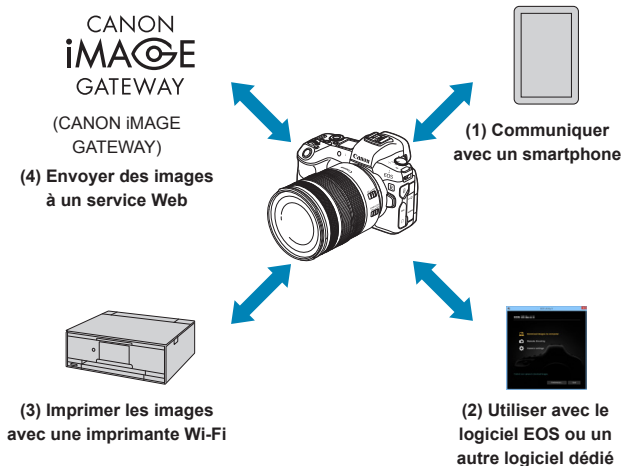 CANON
iMAGE
GATEWAY
(CANON iMAGE
GATEWAY)
(4) Envoyer des images
à un service Web
(1) Communiquer
avec un smartphone
Canon
EOS
R
(3) Imprimer les images
avec une imprimante Wi-Fi
(2) Utiliser avec le
logiciel EOS ou un
autre logiciel dédié